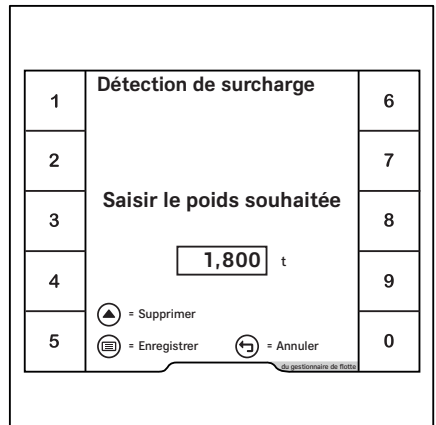 Détection de surcharge
1
6
2
7
Saisir le poids souhaitée
3
8
1,800 t
4
9
= Supprimer
5
= Enregistrer = Annuler
0
du gestionnaire de flotte